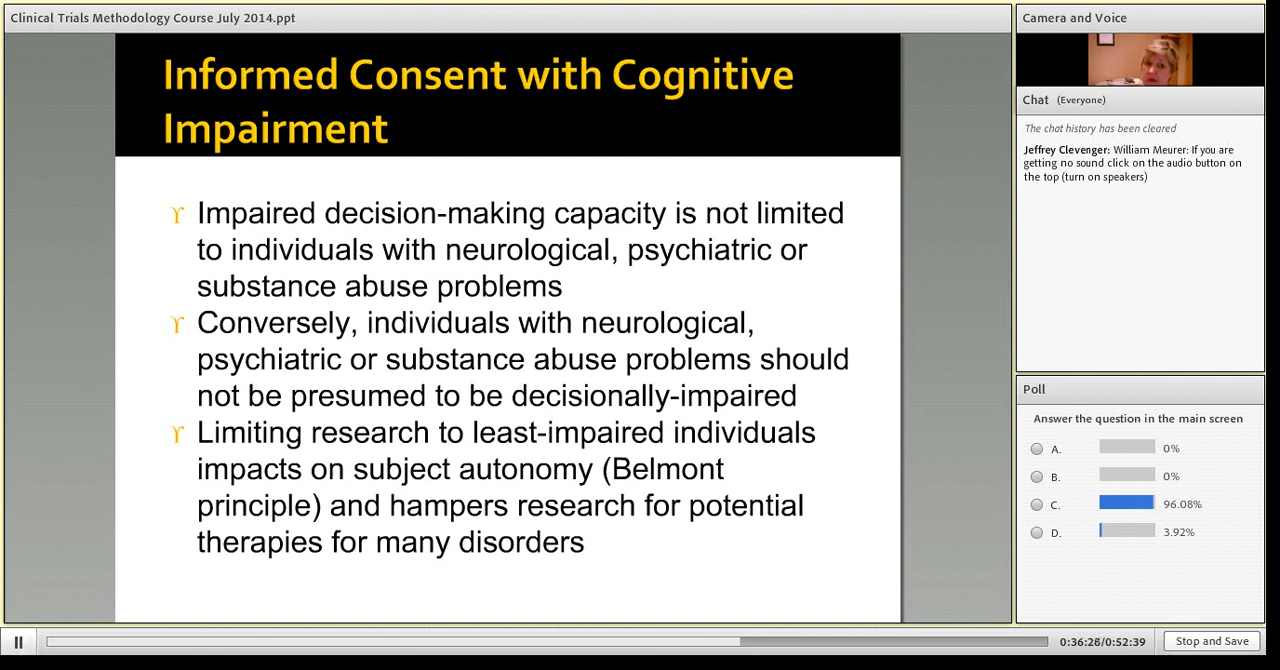 Clinical Trials Methodology Course July 2014.ppt
Informed Consent with Cognitive
Impairment
Impaired decision-making capacity is not limited
to individuals with neurological, psychiatric or
substance abuse problems
Conversely, individuals with neurological,
psychiatric or substance abuse problems should
not be presumed to be decisionally-impaired
Limiting research to least-impaired individuals
impacts on subject autonomy (Belmont
principle) and hampers research for potential
therapies for many disorders
Camera and Voice
Chat (Everyone)
The chat history has been cleared
Jeffrey Clevenger: William Meurer: If you are
getting no sound click on the audio button on
the top (turn on speakers)
Poll
Answer the question in the main screen
A. 0%
B. 0%
C. 96.08%
D. 3.92%
0:36:28/0:52:39
Stop and Save